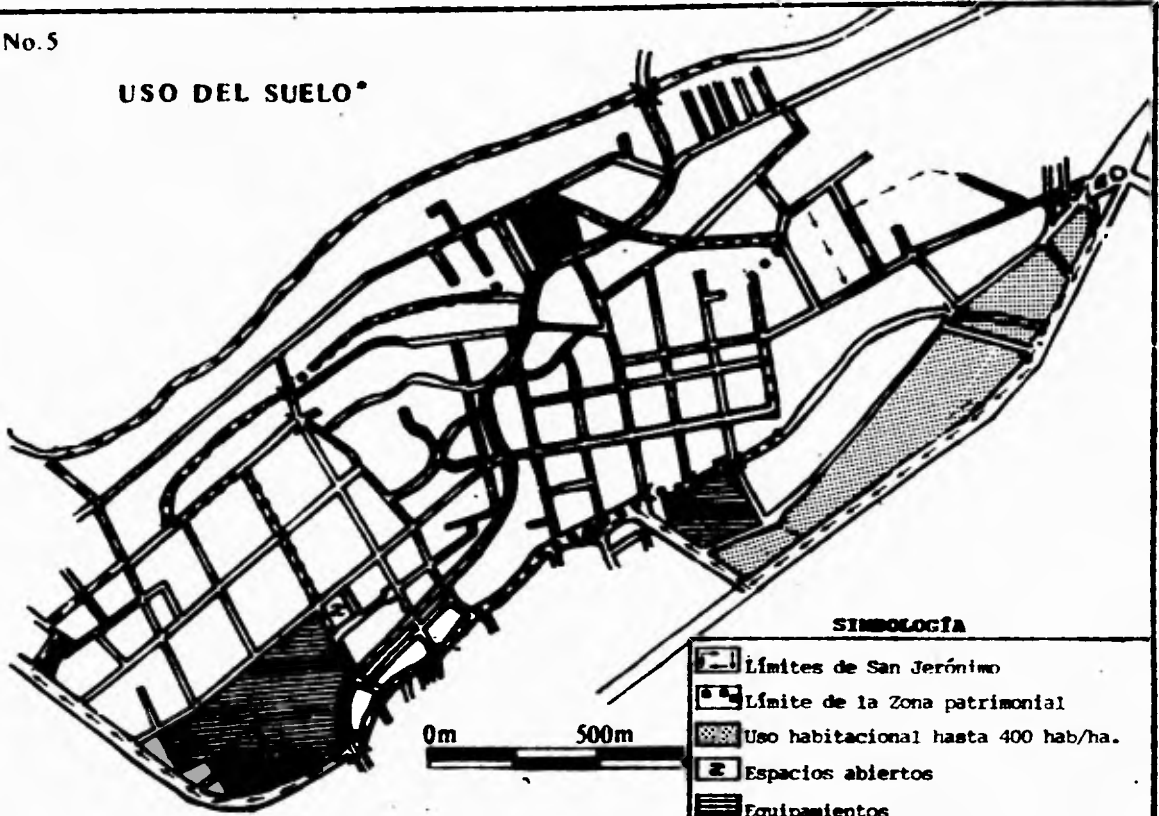 No. 5
USO DEL SUELO*
0m 500m
SIMBOLOGÍA
Límites de San Jerónimo
Límite de la Zona patrimonial
Uso habitacional hasta 400 hab/ha.
Espacios abiertos
Equipamientos